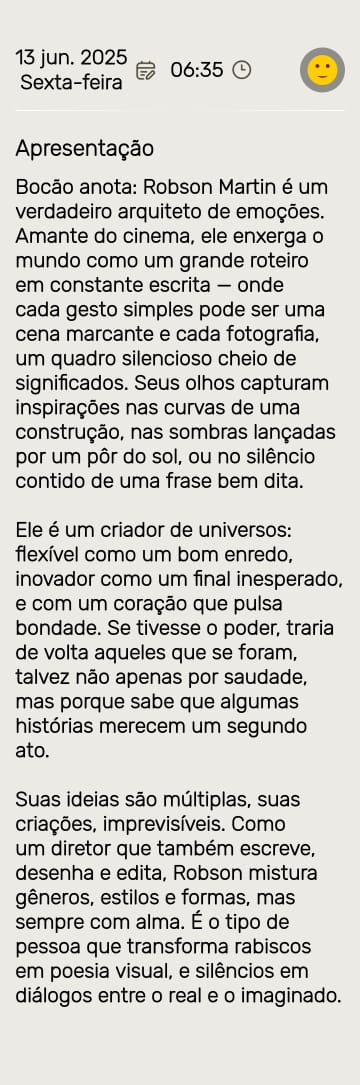 13 jun. 2025
Sexta-feira
06:35
Apresentação
Bocão anota: Robson Martin é um
verdadeiro arquiteto de emoções.
Amante do cinema, ele enxerga o
mundo como um grande roteiro
em constante escrita — onde
cada gesto simples pode ser uma
cena marcante e cada fotografia,
um quadro silencioso cheio de
significados. Seus olhos capturam
inspirações nas curvas de uma
construção, nas sombras lançadas
por um pôr do sol, ou no silêncio
contido de uma frase bem dita.

Ele é um criador de universos:
flexível como um bom enredo,
inovador como um final inesperado,
e com um coração que pulsa
bondade. Se tivesse o poder, traria
de volta aqueles que se foram,
talvez não apenas por saudade,
mas porque sabe que algumas
histórias merecem um segundo
ato.

Suas ideias são múltiplas, suas
criações, imprevisíveis. Como
um diretor que também escreve,
desenha e edita, Robson mistura
gêneros, estilos e formas, mas
sempre com alma. É o tipo de
pessoa que transforma rabiscos
em poesia visual, e silêncios em
diálogos entre o real e o imaginado.